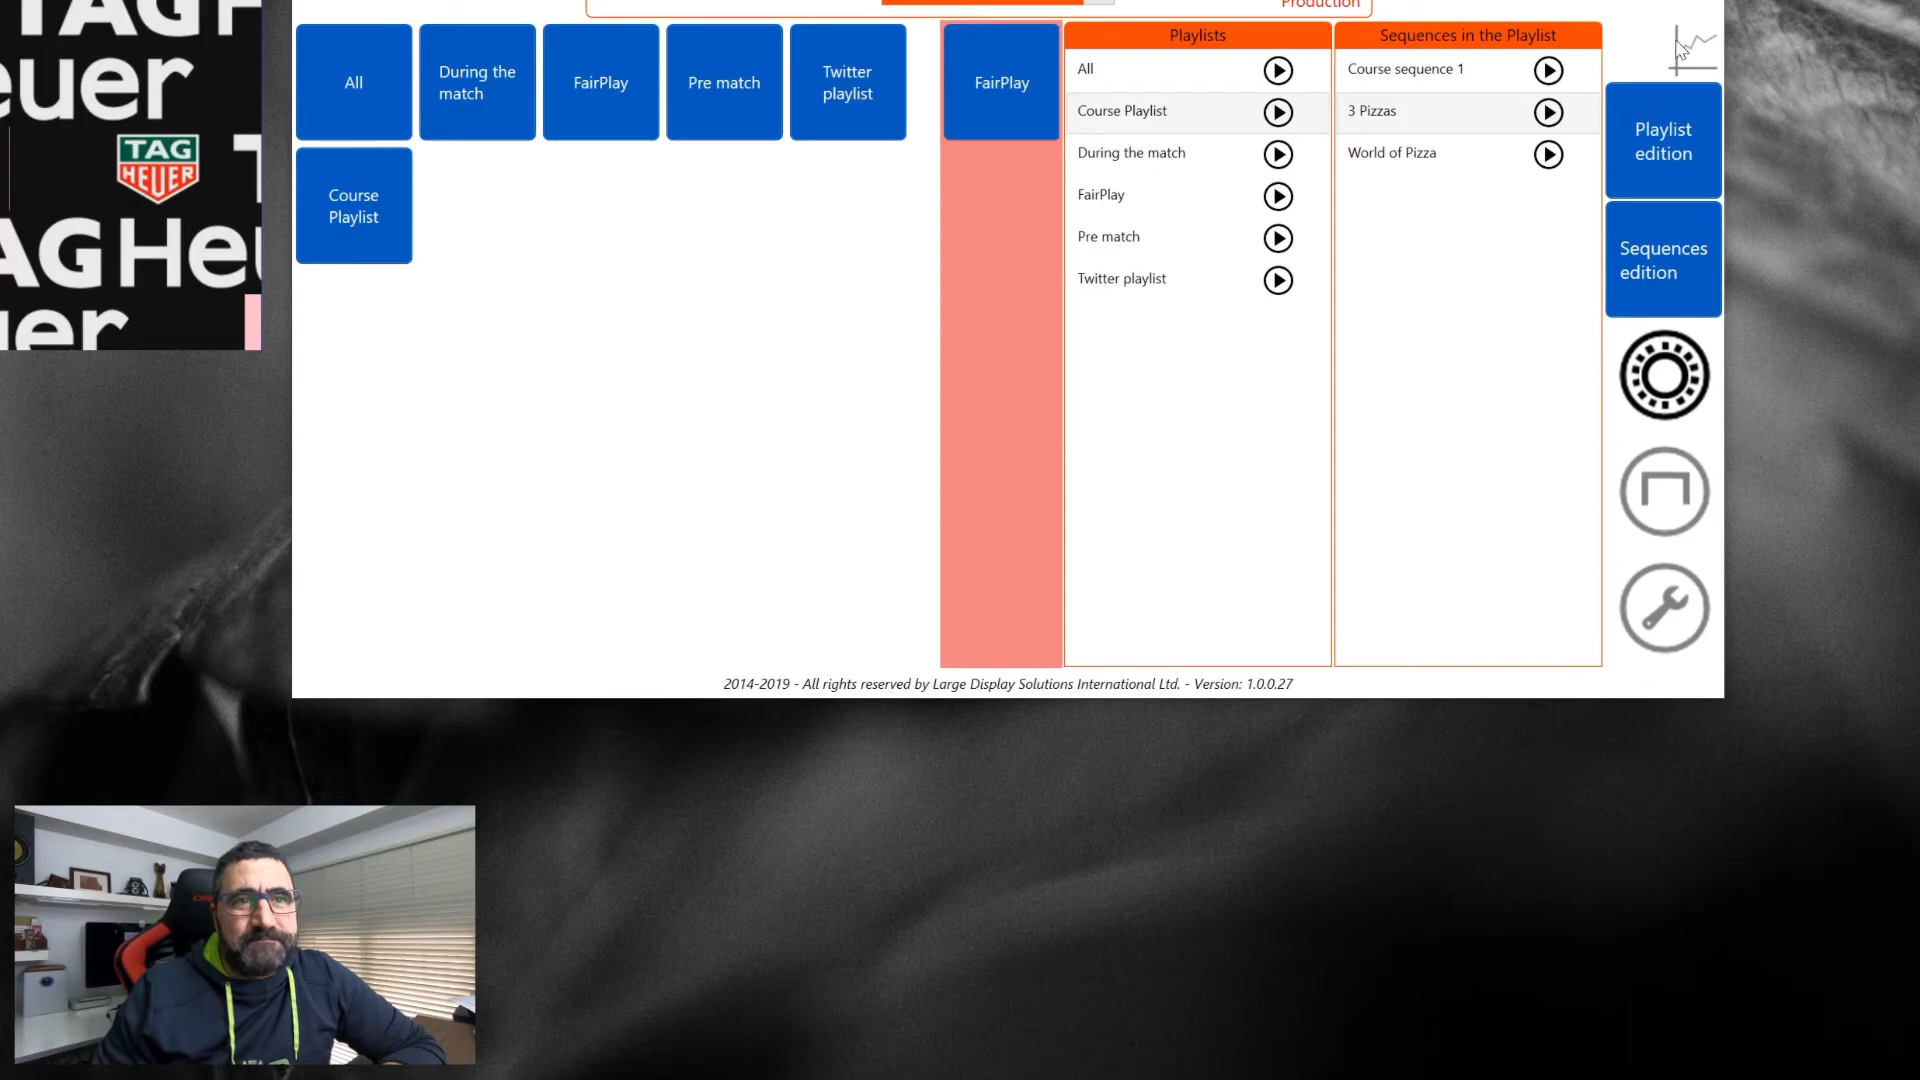 TAG
HEUER
euer
AGHe
er
Production
All
During the
match
FairPlay
Pre match
Twitter
playlist
Course
Playlist
FairPlay
Playlists
All
Course Playlist
During the match
FairPlay
Pre match
Twitter playlist
Sequences in the Playlist
Course sequence 1
3 Pizzas
World of Pizza
Playlist
edition
Sequences
edition
2014-2019 - All rights reserved by Large Display Solutions International Ltd. - Version: 1.0.0.27